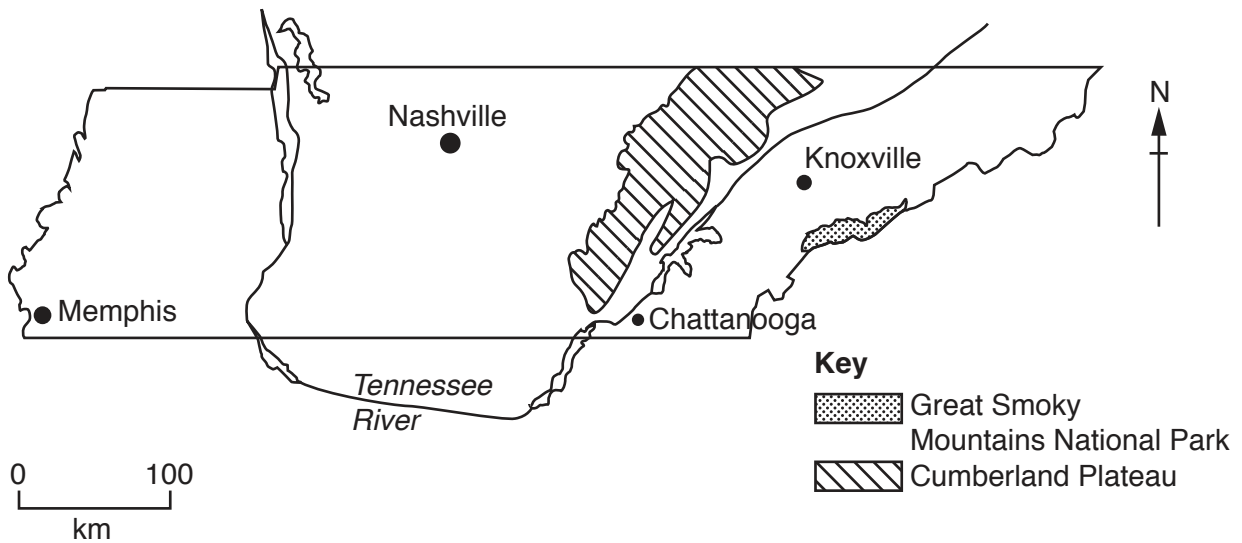 N
Nashville
Knoxville
Memphis
Chattanooga
Tennessee
River
Key
Great Smoky
Mountains National Park
Cumberland Plateau
0 100
km